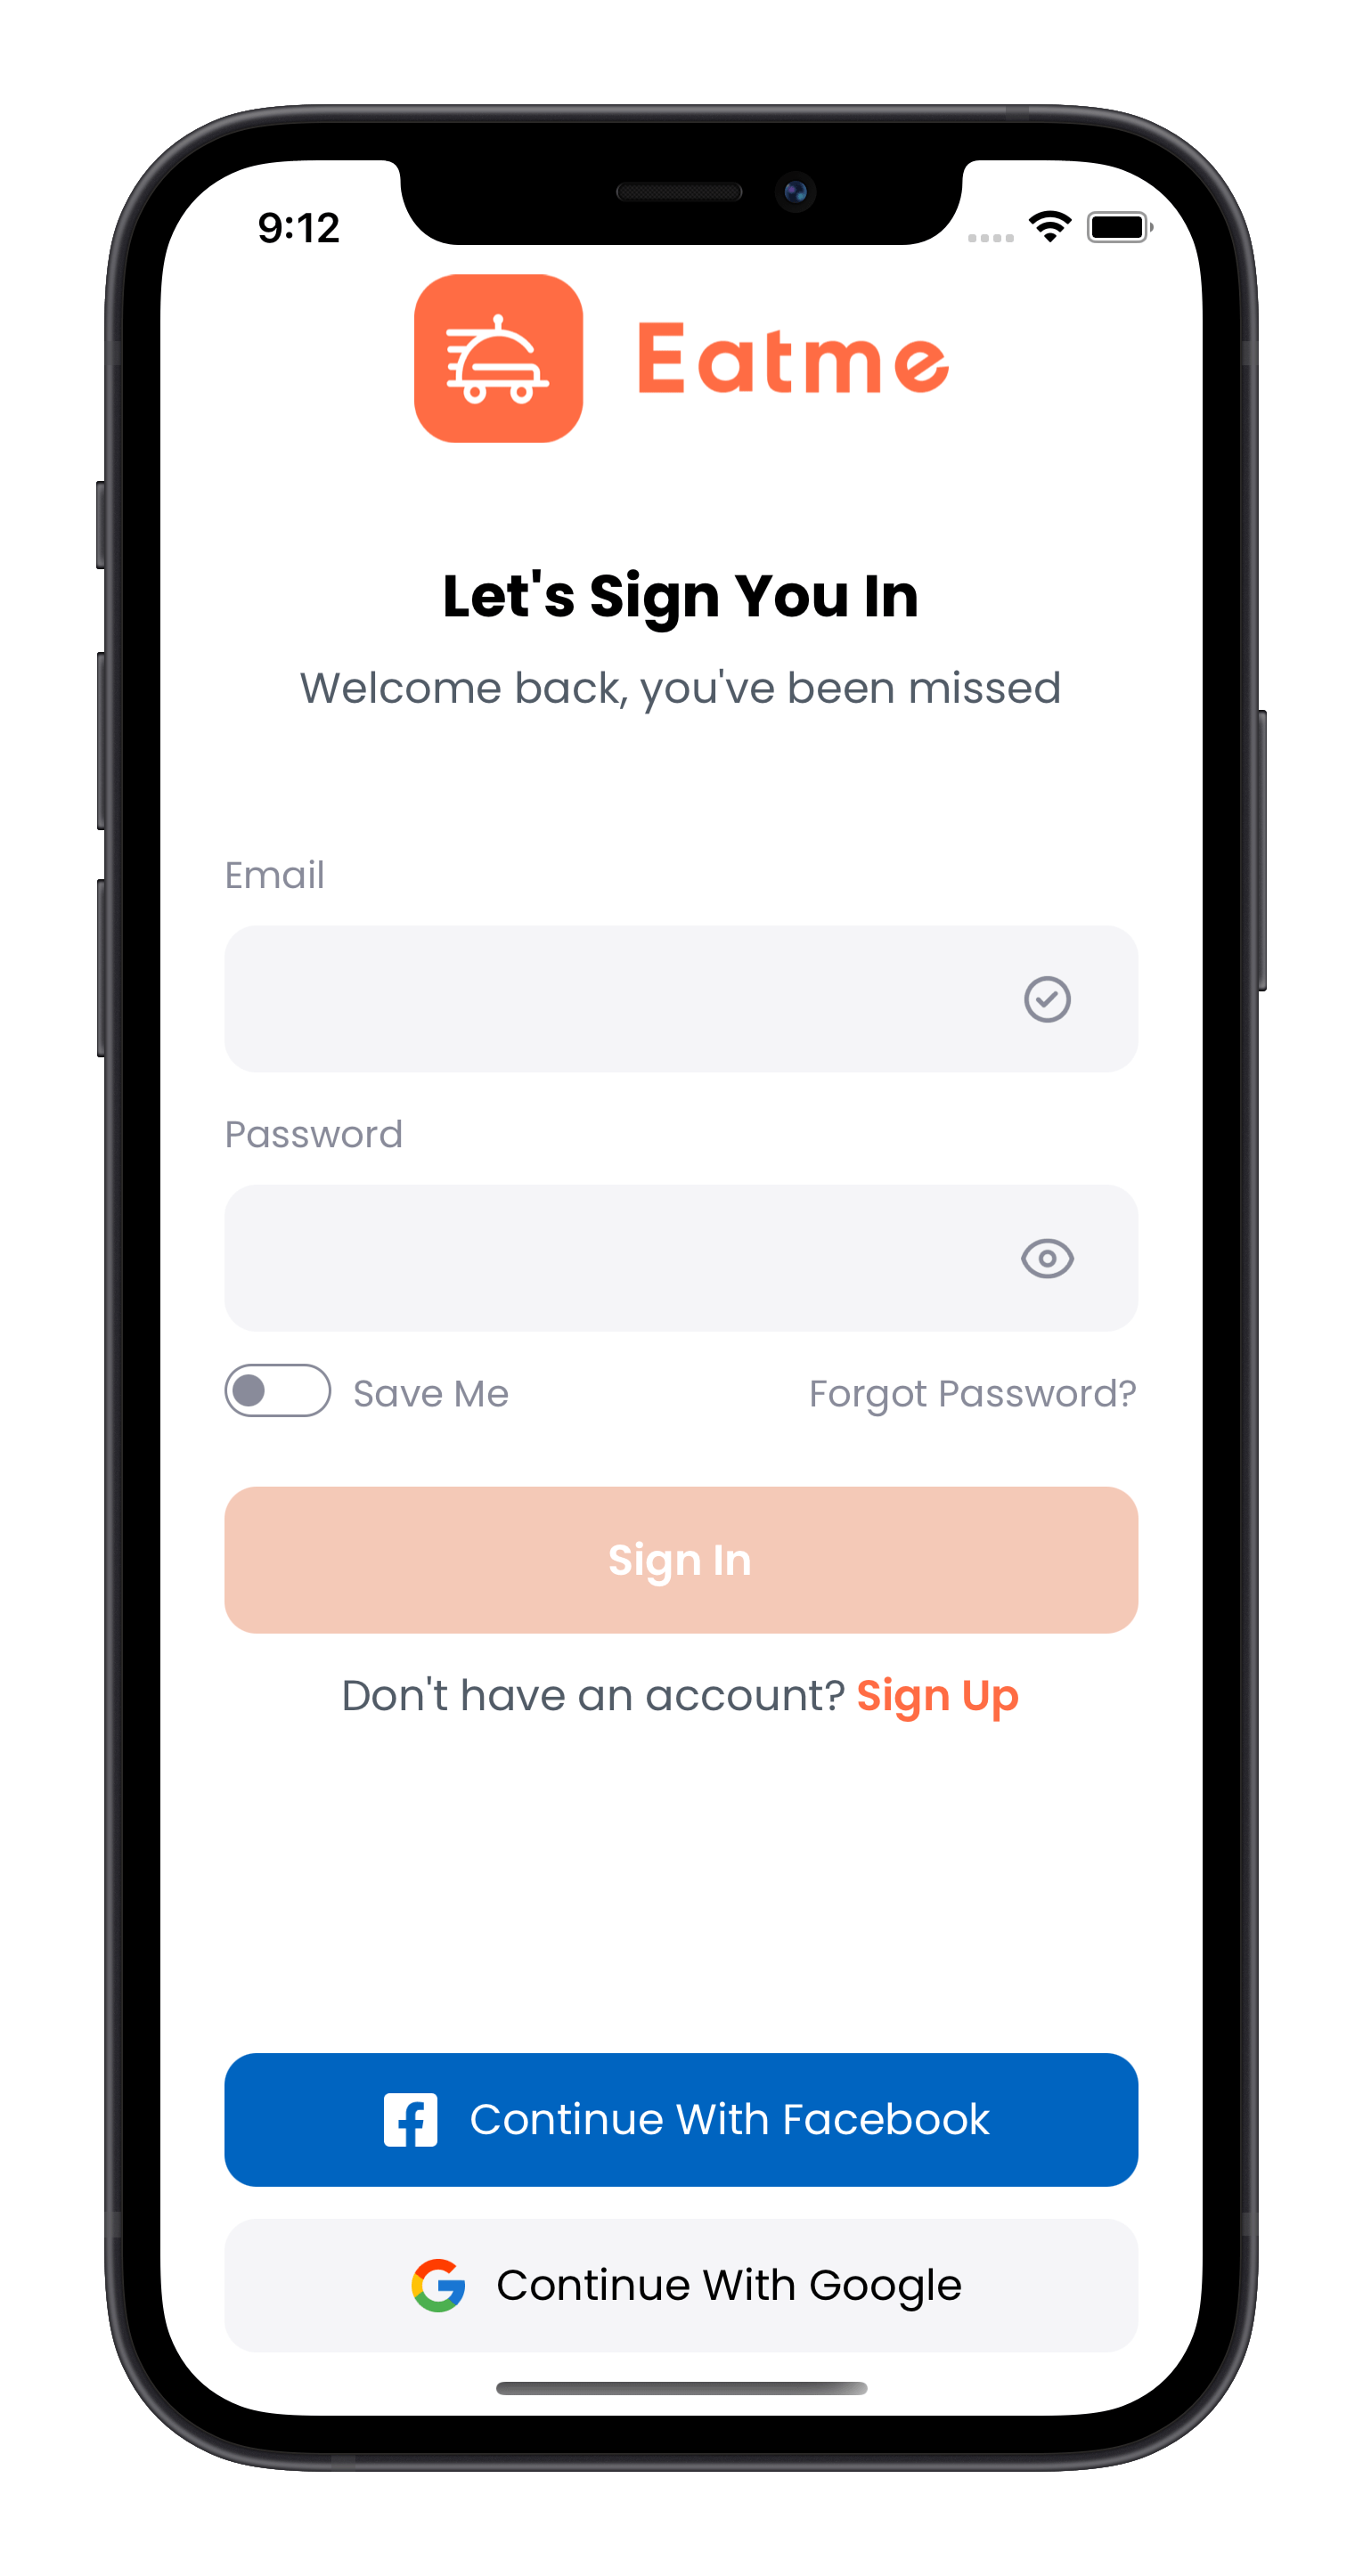 9:12
Eatme
Let's Sign You In
Welcome back, you've been missed
Email
Password
Save Me
Forgot Password?
Sign In
Don't have an account? Sign Up
Continue With Facebook
Continue With Google